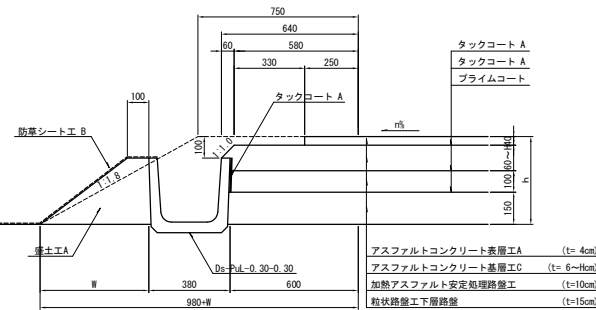 750
640
60
580
330
250
タックコート A
タックコート A
プライムコート
タックコート A
100
防草シート工 B
1:1.8
100
1:1.0
n%
40
60~H
100
150
h
盛土工A
Ds-PuL-0.30-0.30
W
380
600
980+W
アスファルトコンクリート表層工A (t= 4cm)
アスファルトコンクリート基層工C (t= 6~Hcm)
加熱アスファルト安定処理路盤工 (t=10cm)
粒状路盤工下層路盤 (t=15cm)